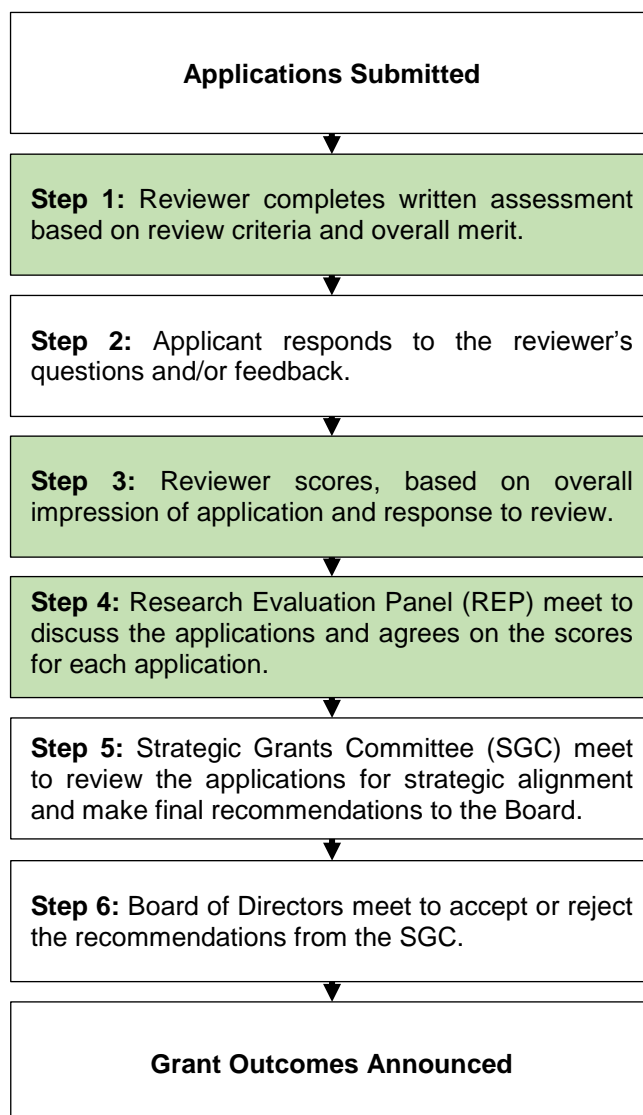 Applications Submitted
Step 1: Reviewer completes written assessment
based on review criteria and overall merit.
Step 2: Applicant responds to the reviewer's
questions and/or feedback.
Step 3: Reviewer scores, based on overall
impression of application and response to review.
Step 4: Research Evaluation Panel (REP) meet to
discuss the applications and agrees on the scores
for each application.
Step 5: Strategic Grants Committee (SGC) meet
to review the applications for strategic alignment
and make final recommendations to the Board.
Step 6: Board of Directors meet to accept or reject
the recommendations from the SGC.
Grant Outcomes Announced